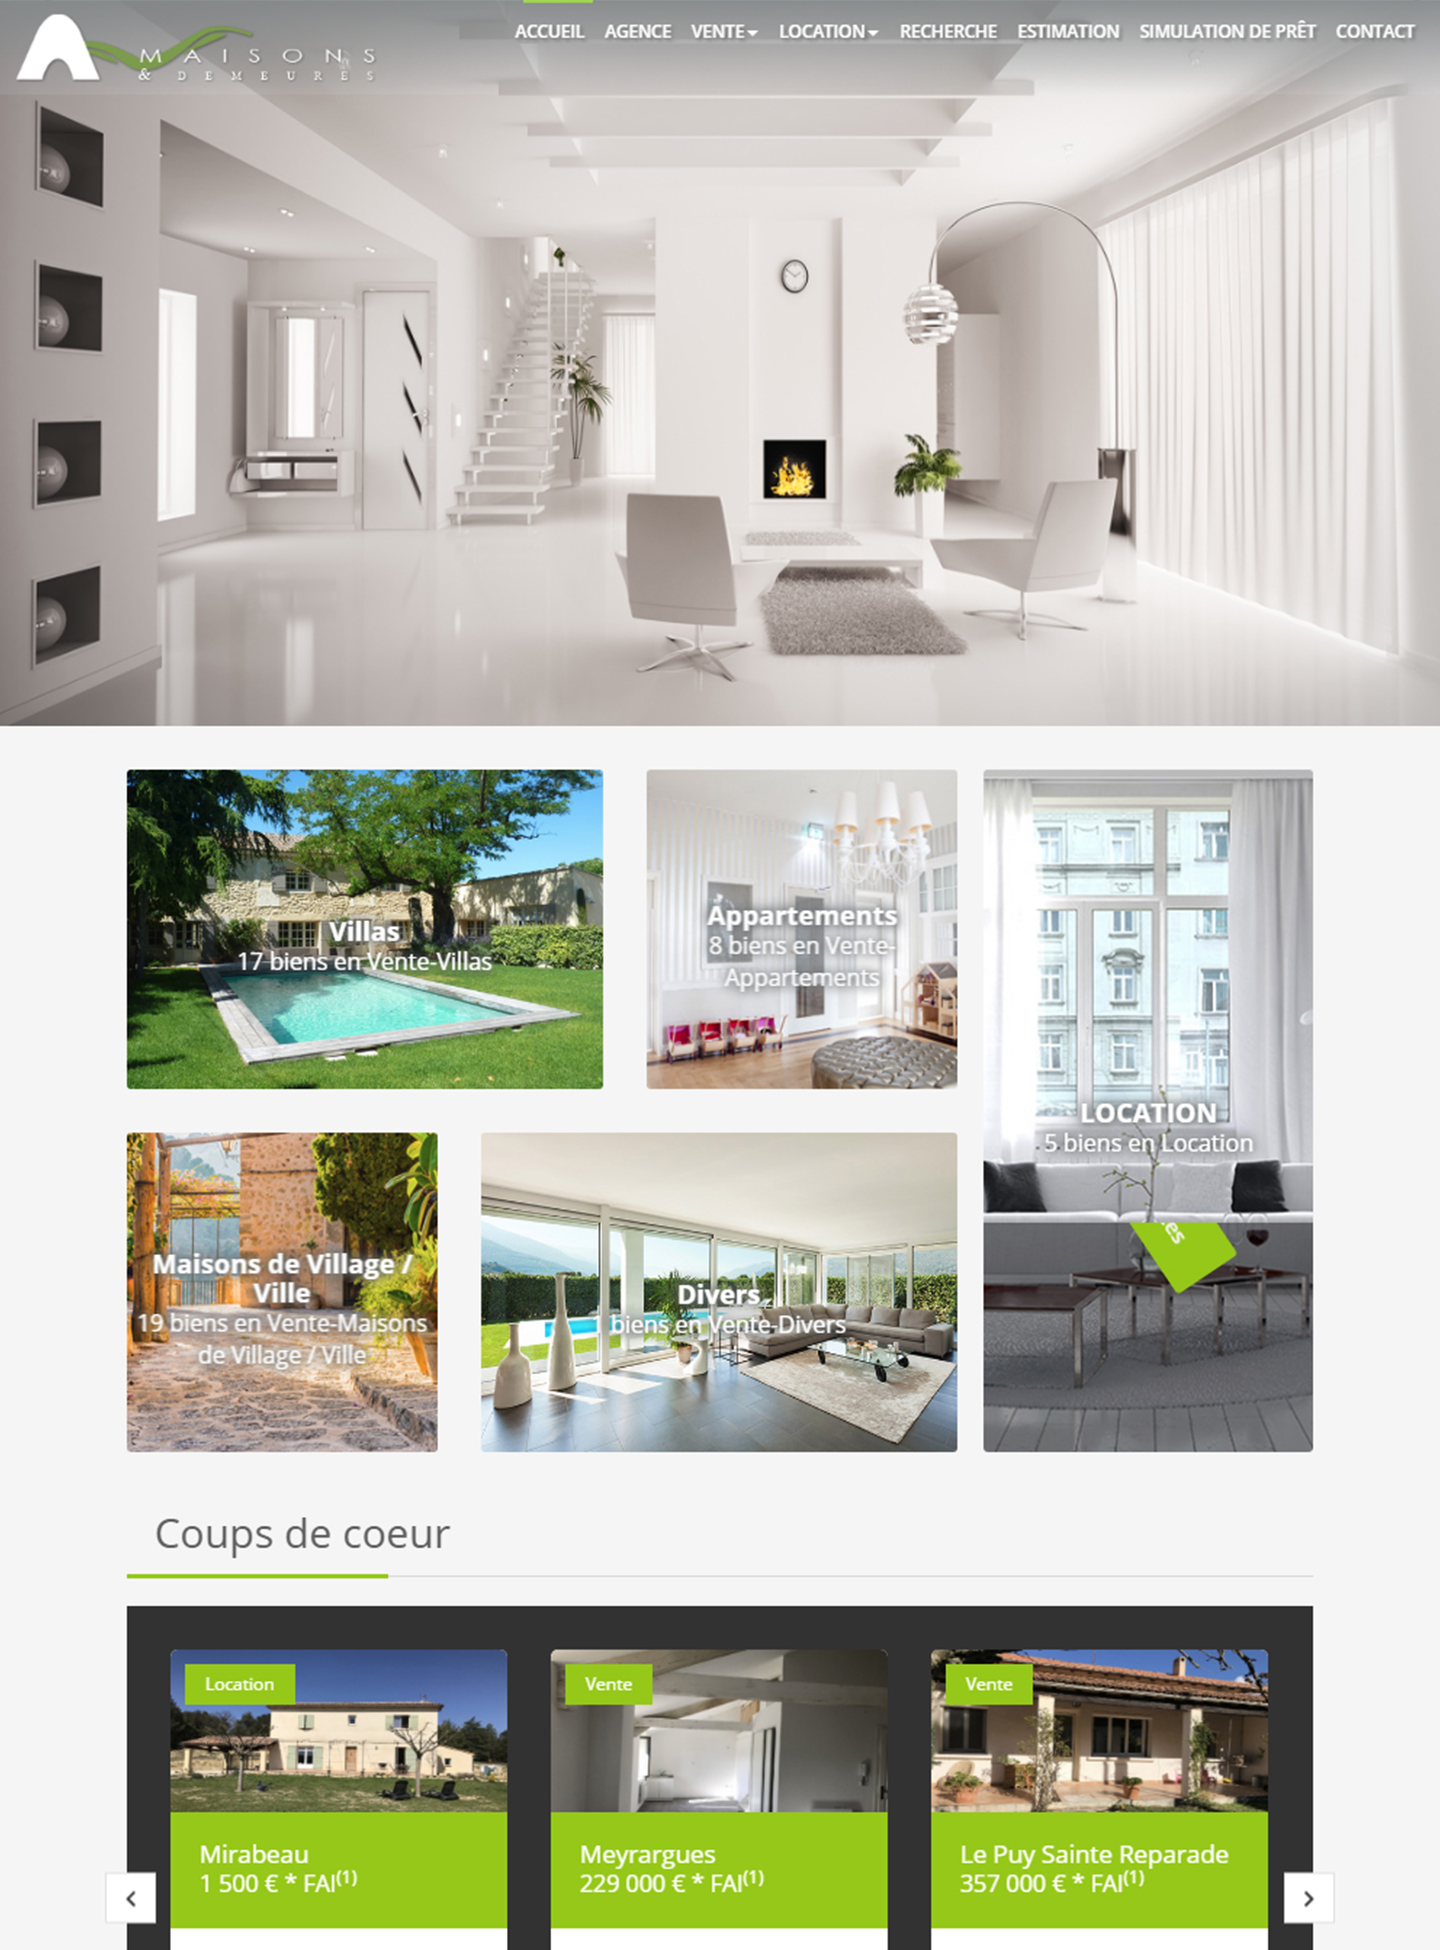 MAISONS
& DEMEURES
ACCUEIL AGENCE VENTE LOCATION RECHERCHE ESTIMATION SIMULATION DE PRÊT CONTACT
Villas
17 biens en Vente-Villas
Appartements
8 biens en Vente-
Appartements
LOCATION
5 biens en Location
Maisons de Village /
Ville
19 biens en Vente-Maisons
de Village / Ville
Divers
1 biens en Vente-Divers
Coups de coeur
Location
Vente
Vente
Mirabeau
1 500 € * FAI(1)
Meyrargues
229 000 € * FAI(1)
Le Puy Sainte Reparade
357 000 € * FAI(1)